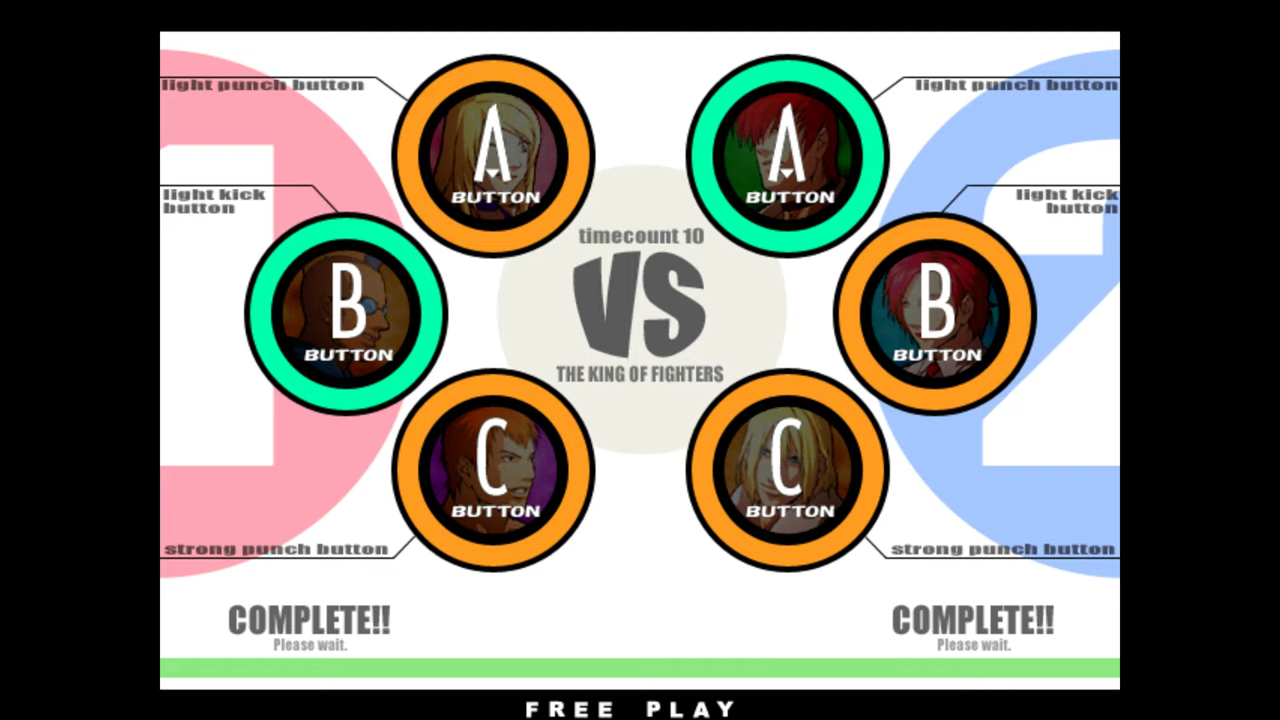 light punch button
A
BUTTON
A
BUTTON
light punch button
light kick
button
B
BUTTON
timecount 10
VS
THE KING OF FIGHTERS
B
BUTTON
light kick
button
C
BUTTON
strong punch button
C
BUTTON
strong punch button
1
2
COMPLETE!!
Please wait.
COMPLETE!!
Please wait.
FREE PLAY